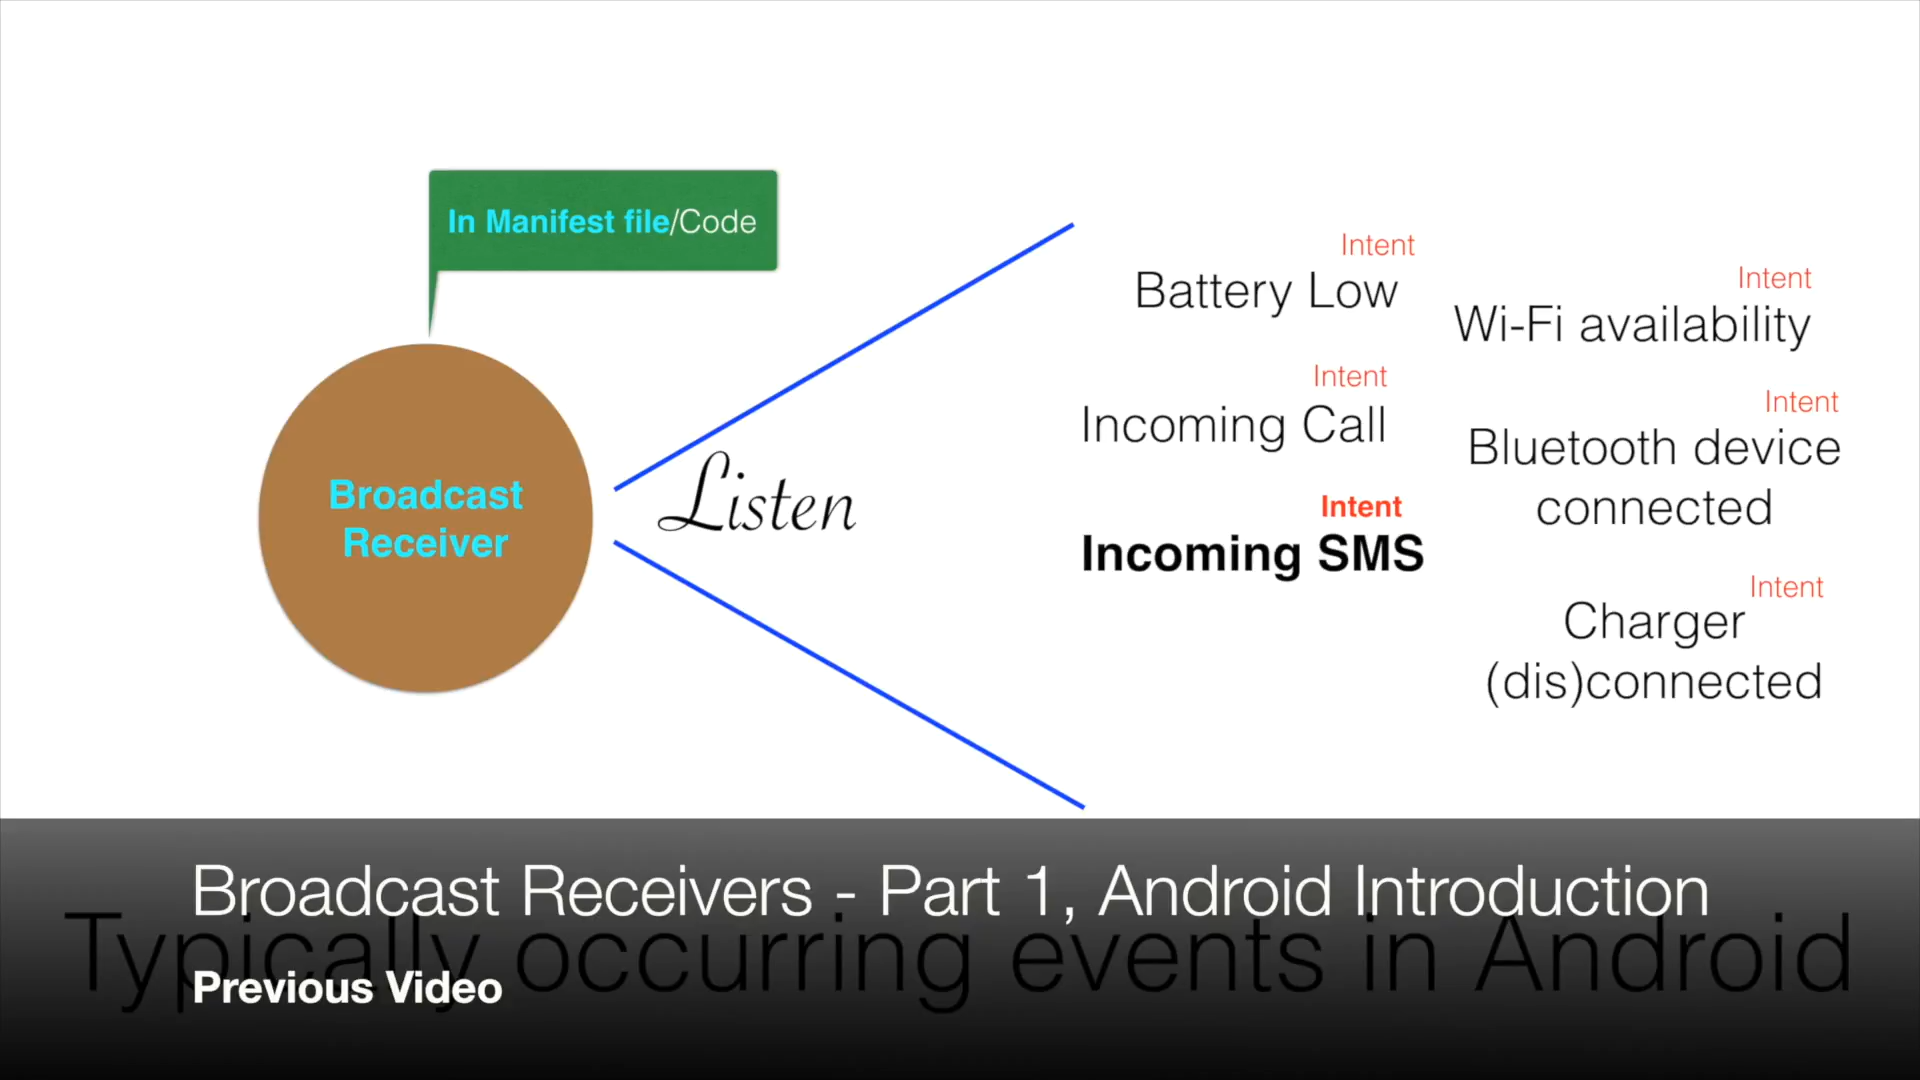 In Manifest file/Code
Broadcast
Receiver
Listen
Intent
Battery Low
Intent
Wi-Fi availability
Intent
Incoming Call
Intent
Bluetooth device
connected
Intent
Incoming SMS
Intent
Charger
(dis)connected
Broadcast Receivers - Part 1, Android Introduction
Typically occurring events in Android
Previous Video